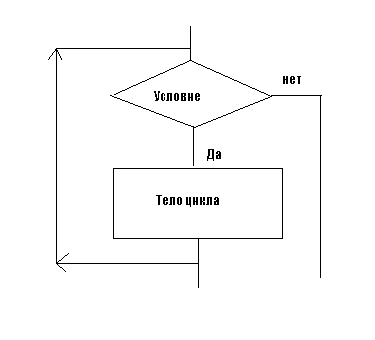 нет
Условие
Да
Тело цикла